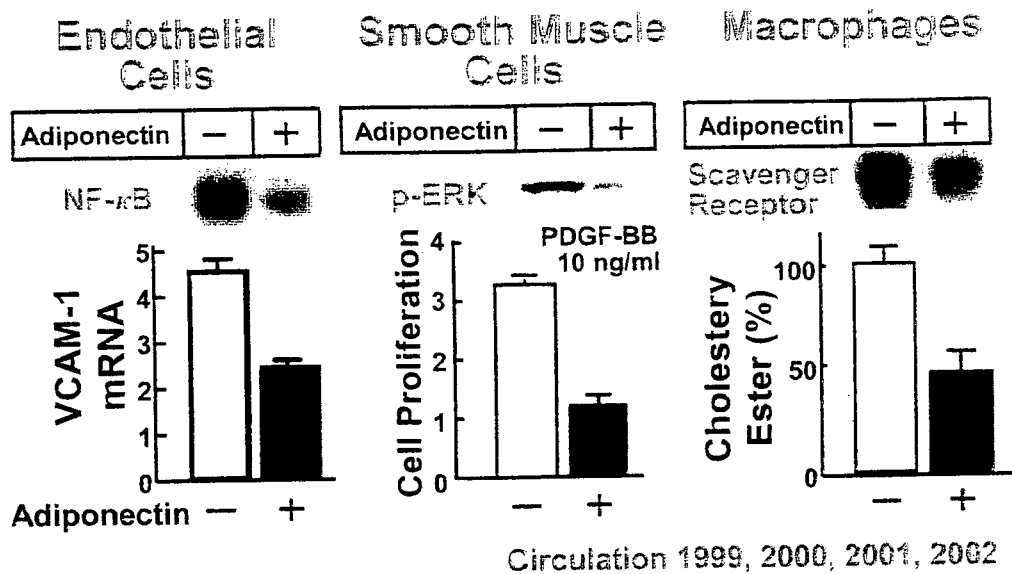 Endothelial
Cells
Adiponectin − +
NF-κB
5
4
3
2
1
0
VCAM-1
mRNA
Adiponectin − +
Smooth Muscle
Cells
Adiponectin − +
p-ERK
PDGF-BB
10 ng/ml
4
3
2
1
0
Cell Proliferation
− +
Macrophages
Adiponectin − +
Scavenger
Receptor
100
50
0
Cholestery
Ester (%)
− +
Circulation 1999, 2000, 2001, 2002